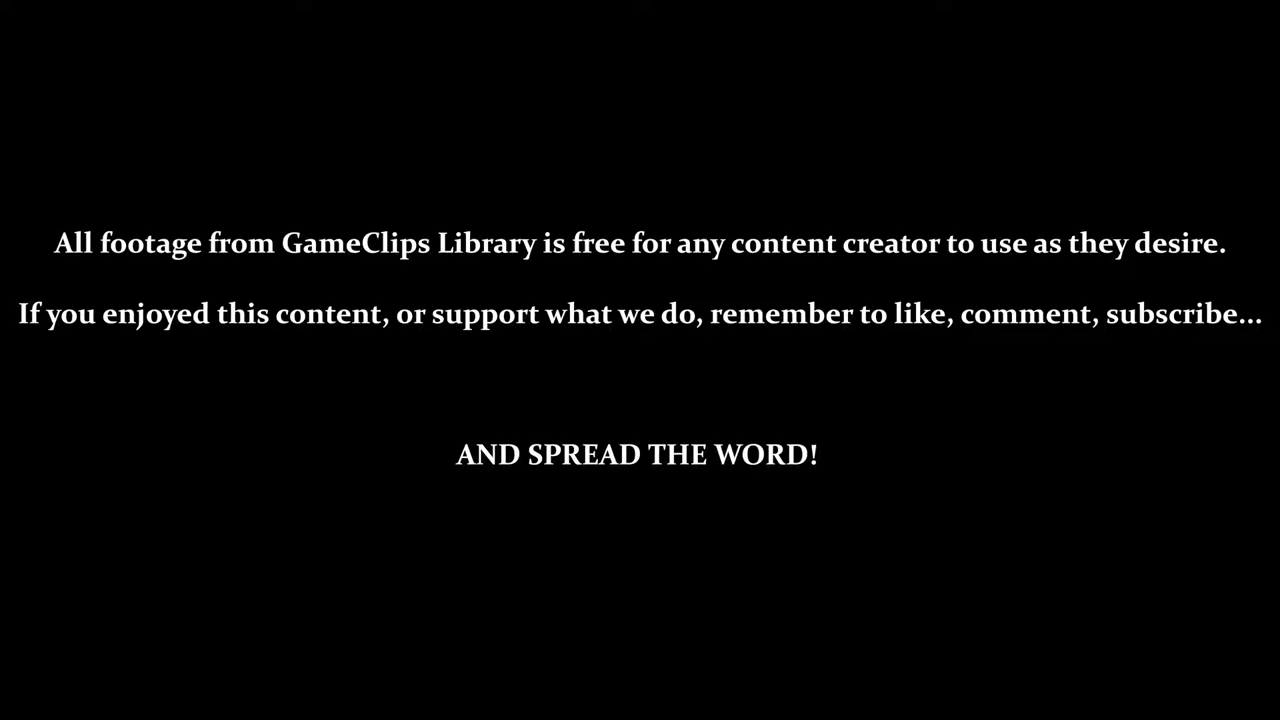 All footage from GameClips Library is free for any content creator to use as they desire.
If you enjoyed this content, or support what we do, remember to like, comment, subscribe...
AND SPREAD THE WORD!